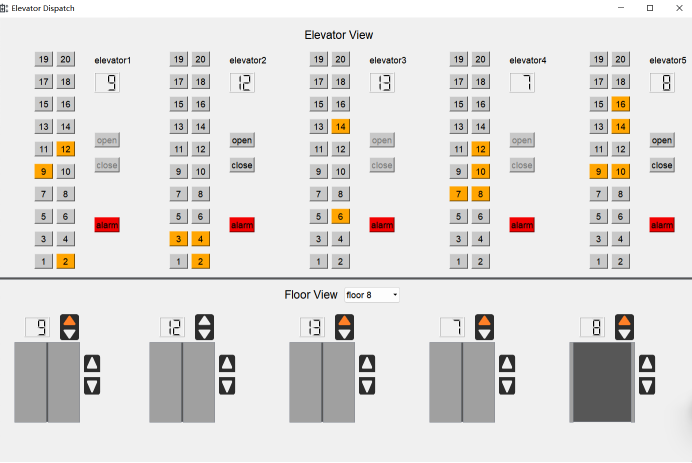 Elevator Dispatch
Elevator View
19 20 elevator1 19 20 elevator2 19 20 elevator3 19 20 elevator4 19 20 elevator5
17 18 9 17 18 12 17 18 13 17 18 7 17 18 8
15 16 15 16 15 16 15 16 15 16
13 14 open 13 14 open 13 14 open 13 14 open 13 14 open
11 12 11 12 11 12 11 12 11 12
9 10 close 9 10 close 9 10 close 9 10 close 9 10 close
7 8 7 8 7 8 7 8 7 8
5 6 alarm 5 6 alarm 5 6 alarm 5 6 alarm 5 6 alarm
3 4 3 4 3 4 3 4 3 4
1 2 1 2 1 2 1 2 1 2
Floor View floor 8
9 12 13 7 8